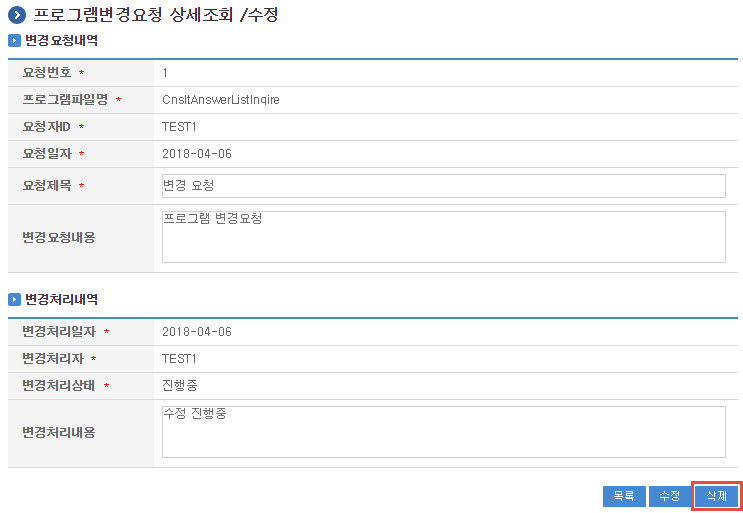 프로그램변경요청 상세조회 /수정
변경요청내역
요청번호 * 1
프로그램파일명 * CnsltAnswerListInqire
요청자ID * TEST1
요청일자 * 2018-04-06
요청제목 * 변경 요청
변경요청내용 프로그램 변경요청
변경처리내역
변경처리일자 * 2018-04-06
변경처리자 * TEST1
변경처리상태 * 진행중
변경처리내용 수정 진행중
목록 수정 삭제